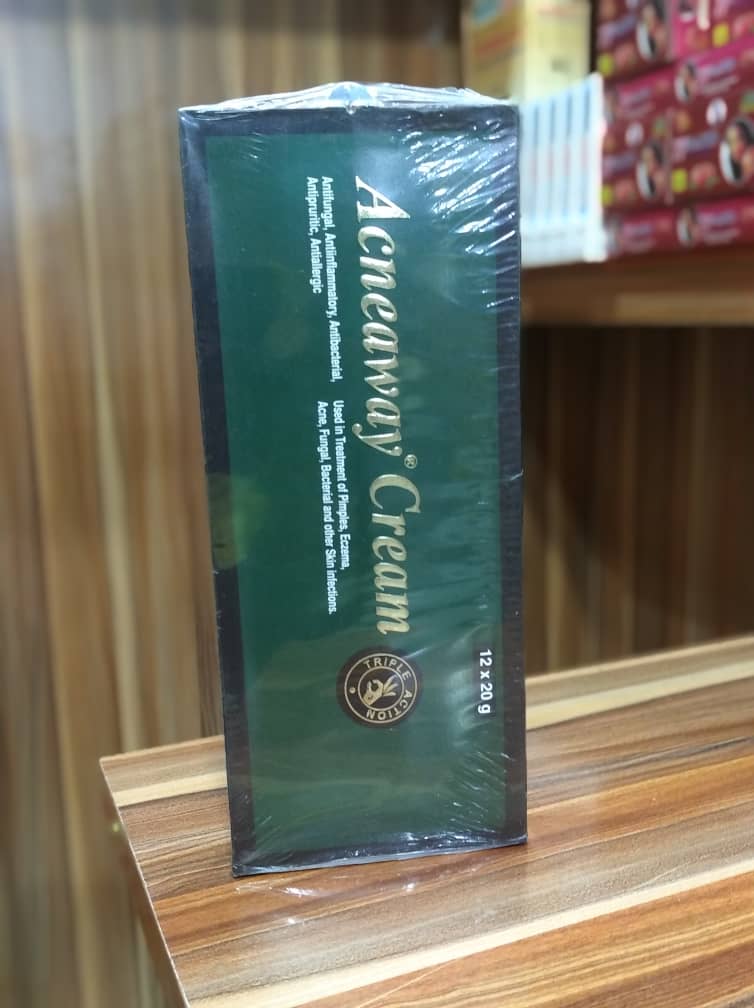 12 x 20 g
Acneaway® Cream
TRIPLE ACTION
Antifungal, Antiinflammatory, Antibacterial,
Antipruritic, Antiallergic
Used in Treatment of Pimples, Eczema,
Acne, Fungal, Bacterial and other Skin infections.